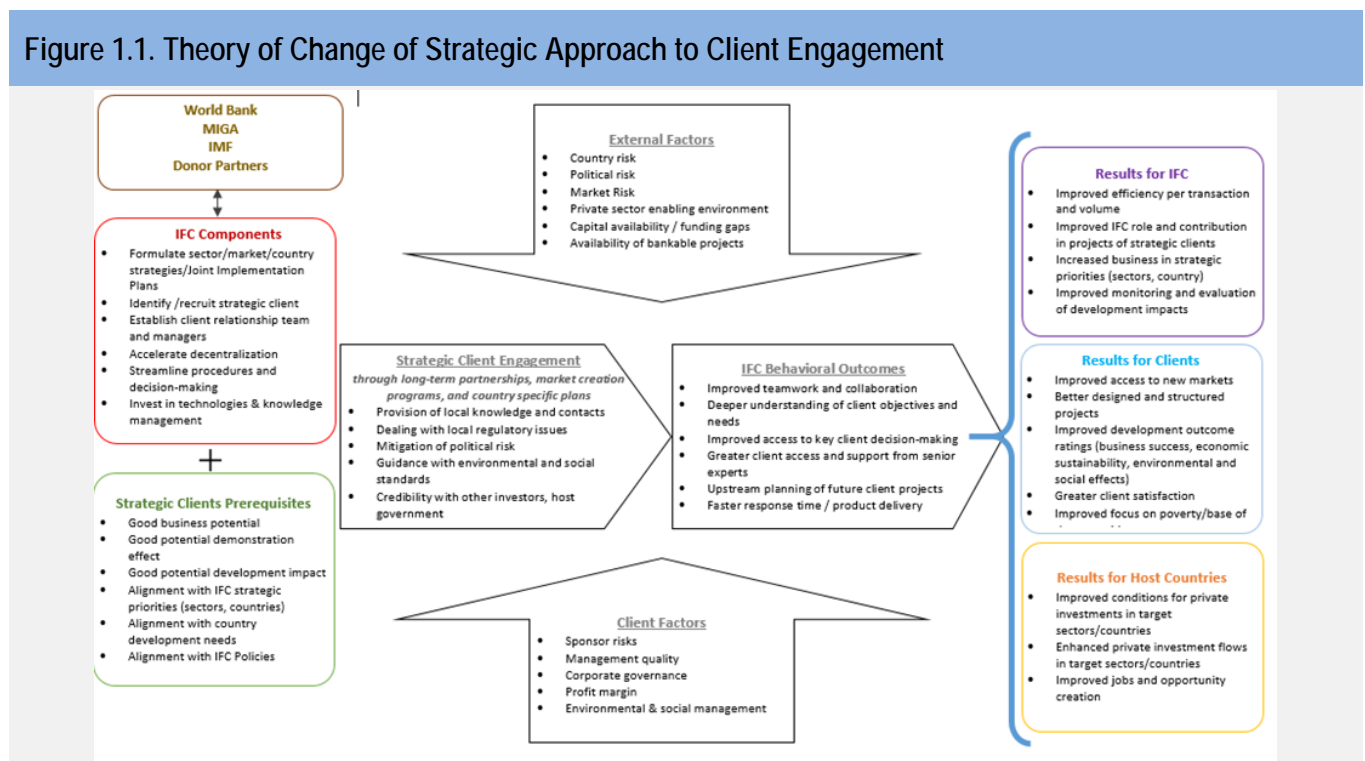 Figure 1.1. Theory of Change of Strategic Approach to Client Engagement
World Bank
MIGA
IMF
Donor Partners
IFC Components
• Formulate sector/market/country
strategies/Joint Implementation
Plans
• Identify /recruit strategic client
• Establish client relationship team
and managers
• Accelerate decentralization
• Streamline procedures and
decision-making
• Invest in technologies & knowledge
management
+
Strategic Clients Prerequisites
• Good business potential
• Good potential demonstration
effect
• Good potential development impact
• Alignment with IFC strategic
priorities (sectors, countries)
• Alignment with country
development needs
• Alignment with IFC Policies
External Factors
• Country risk
• Political risk
• Market Risk
• Private sector enabling environment
• Capital availability / funding gaps
• Availability of bankable projects
Strategic Client Engagement
through long-term partnerships, market creation
programs, and country specific plans
• Provision of local knowledge and contacts
• Dealing with local regulatory issues
• Mitigation of political risk
• Guidance with environmental and social
standards
• Credibility with other investors, host
government
IFC Behavioral Outcomes
• Improved teamwork and collaboration
• Deeper understanding of client objectives and
needs
• Improved access to key client decision-making
• Greater client access and support from senior
experts
• Upstream planning of future client projects
• Faster response time / product delivery
Client Factors
• Sponsor risks
• Management quality
• Corporate governance
• Profit margin
• Environmental & social management
Results for IFC
• Improved efficiency per transaction
and volume
• Improved IFC role and contribution
in projects of strategic clients
• Increased business in strategic
priorities (sectors, country)
• Improved monitoring and evaluation
of development impacts
Results for Clients
• Improved access to new markets
• Better designed and structured
projects
• Improved development outcome
ratings (business success, economic
sustainability, environmental and
social effects)
• Greater client satisfaction
• Improved focus on poverty/base of
Results for Host Countries
• Improved conditions for private
investments in target
sectors/countries
• Enhanced private investment flows
in target sectors/countries
• Improved jobs and opportunity
creation